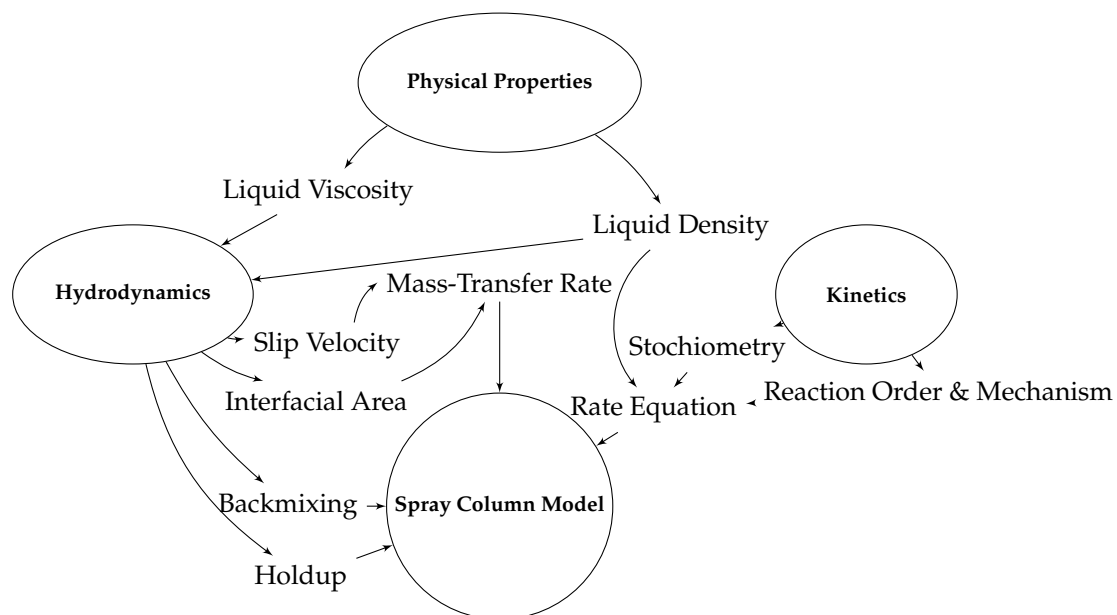 Physical Properties
Liquid Viscosity
Liquid Density
Hydrodynamics
Mass-Transfer Rate
Kinetics
Slip Velocity
Stochiometry
Interfacial Area
Rate Equation
Reaction Order & Mechanism
Backmixing
Spray Column Model
Holdup